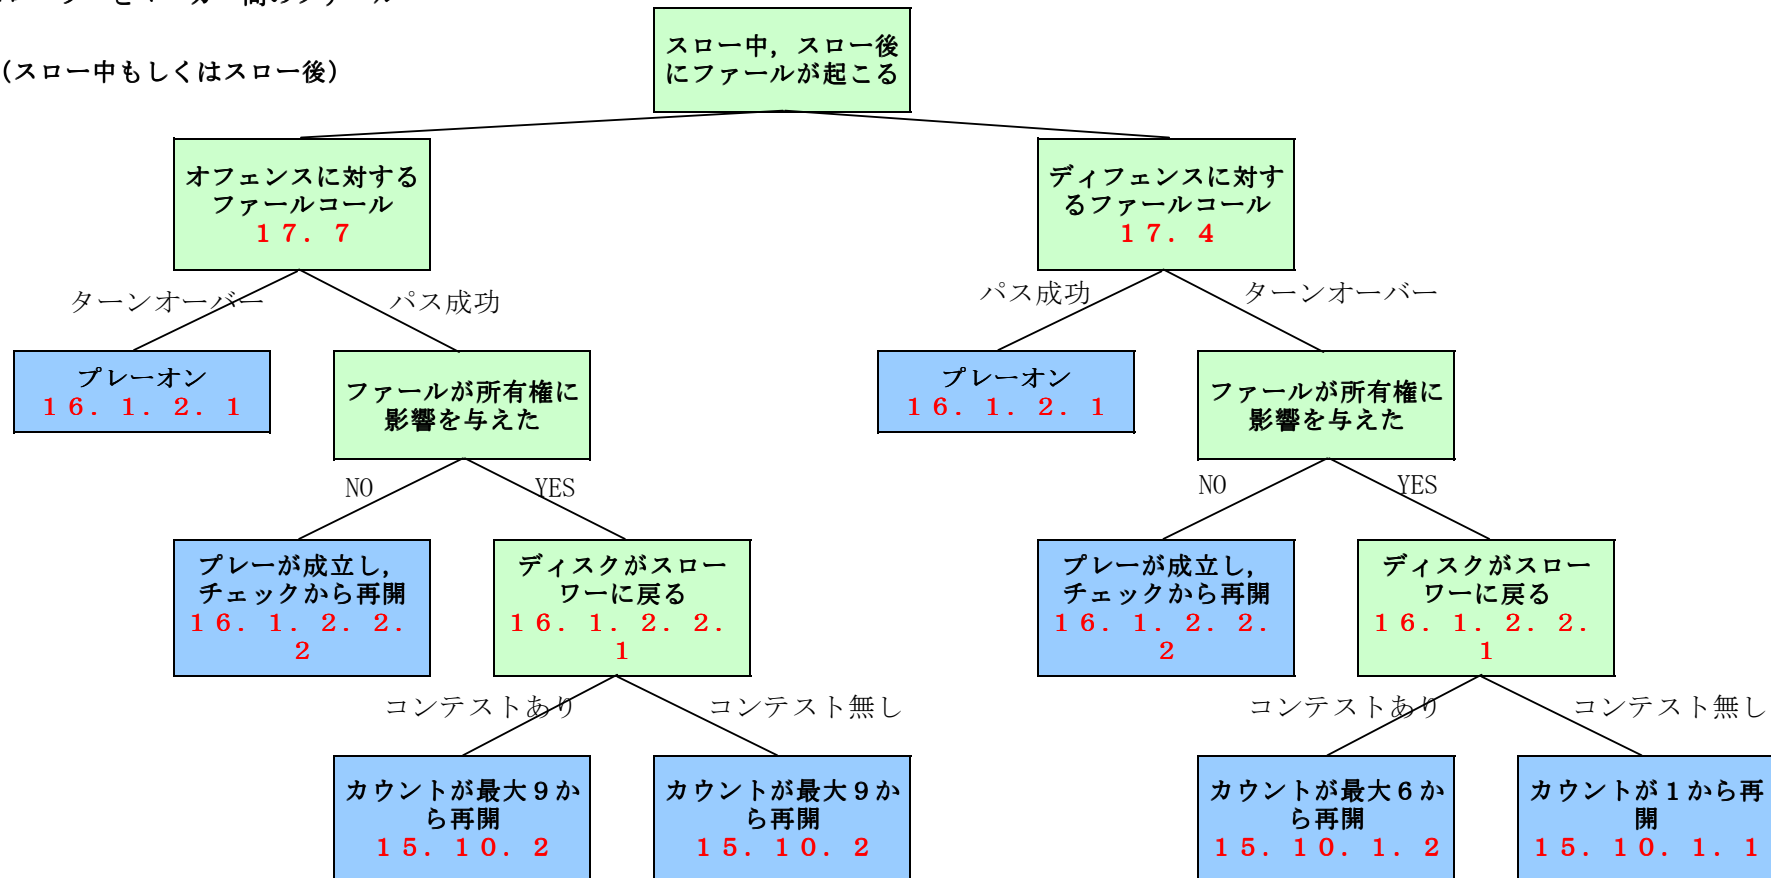 （スロー中もしくはスロー後）
スロー中，スロー後
にファールが起こる
オフェンスに対する
ファールコール
１７．７
ディフェンスに対す
るファールコール
１７．４
ターンオーバー
パス成功
パス成功
ターンオーバー
プレーオン
１６．１．２．１
ファールが所有権に
影響を与えた
プレーオン
１６．１．２．１
ファールが所有権に
影響を与えた
NO
YES
NO
YES
プレーが成立し，
チェックから再開
１６．１．２．２．
２
ディスクがスロー
ワーに戻る
１６．１．２．２．
１
プレーが成立し，
チェックから再開
１６．１．２．２．
２
ディスクがスロー
ワーに戻る
１６．１．２．２．
１
コンテストあり
コンテスト無し
コンテストあり
コンテスト無し
カウントが最大９か
ら再開
１５．１０．２
カウントが最大９か
ら再開
１５．１０．２
カウントが最大６か
ら再開
１５．１０．１．２
カウントが１から再
開
１５．１０．１．１